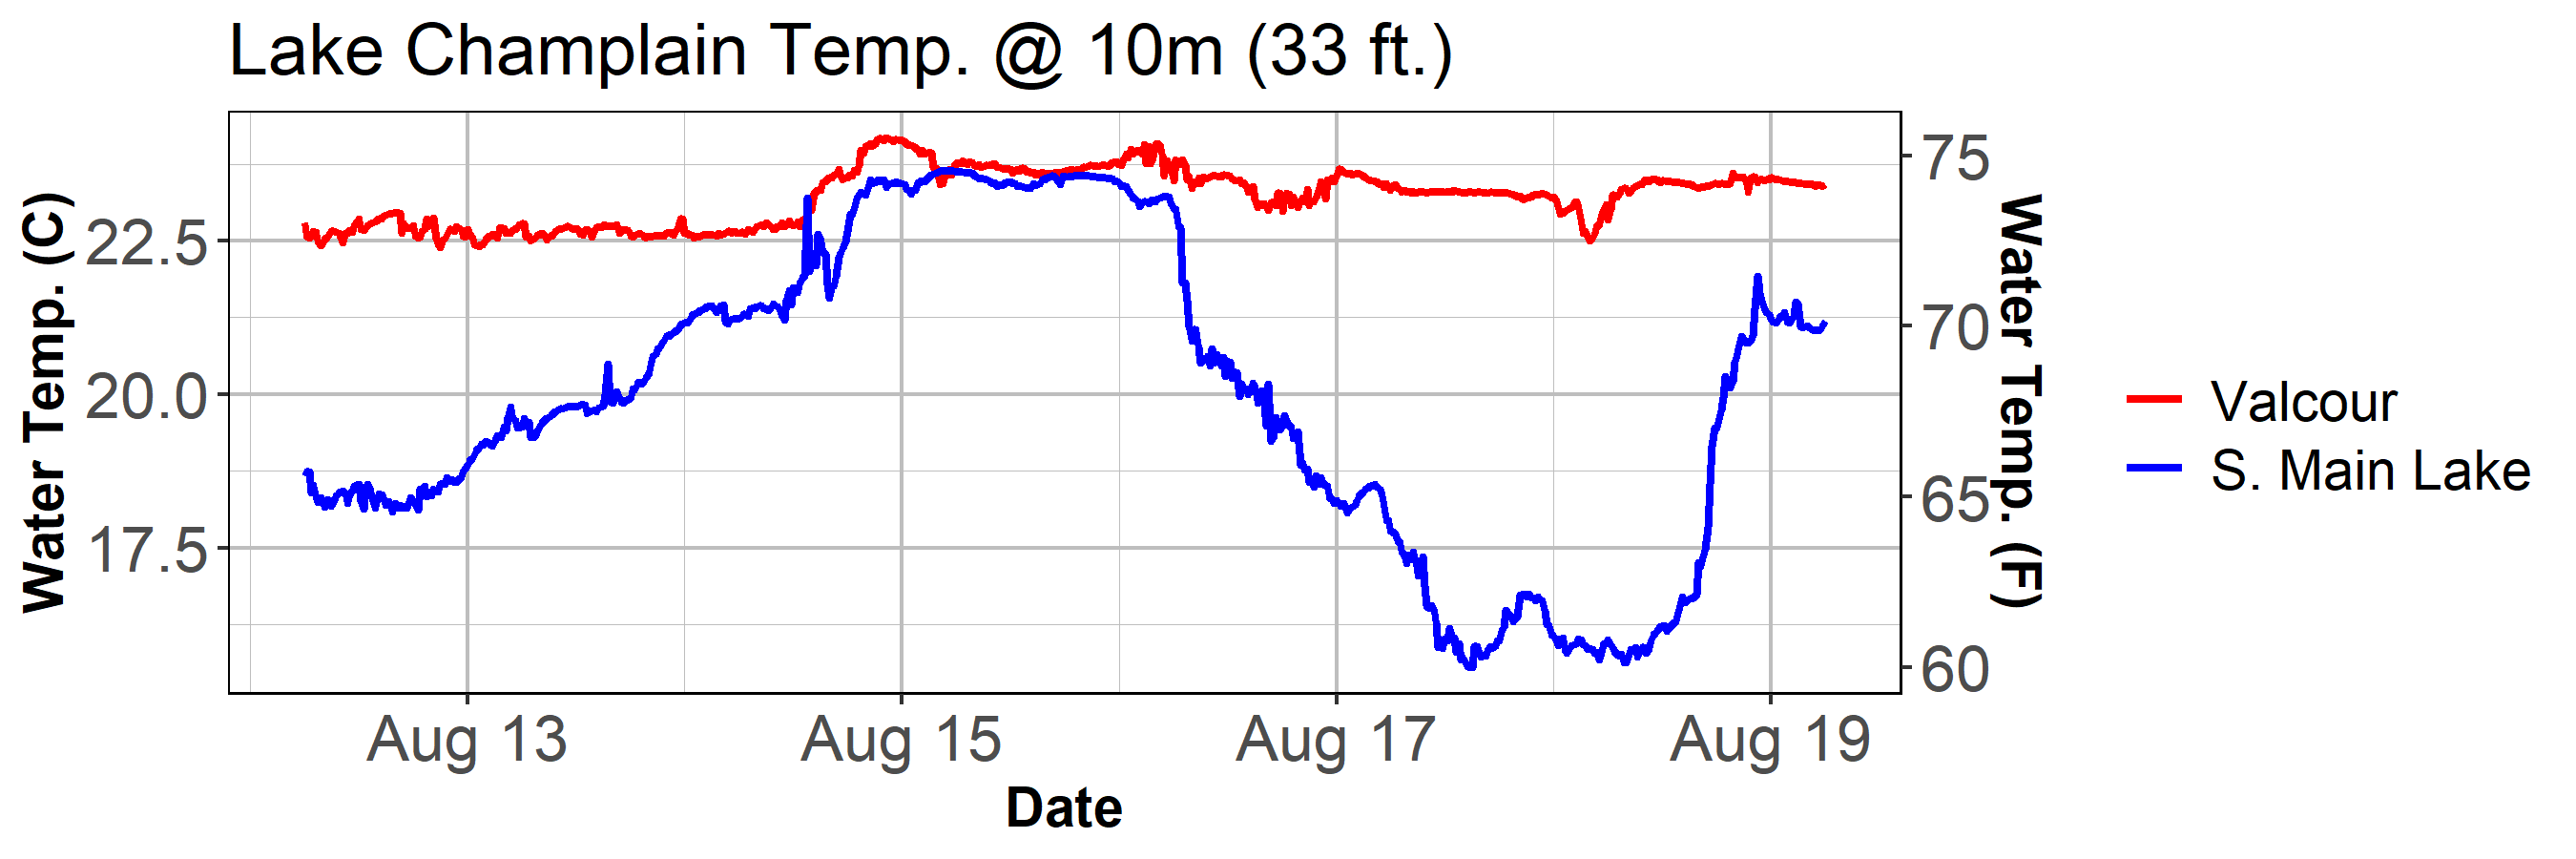 Lake Champlain Temp. @ 10m (33 ft.)
Water Temp. (C)
22.5
20.0
17.5
75
70
65
60
Water Temp. (F)
Aug 13
Aug 15
Aug 17
Aug 19
Date
Valcour
S. Main Lake